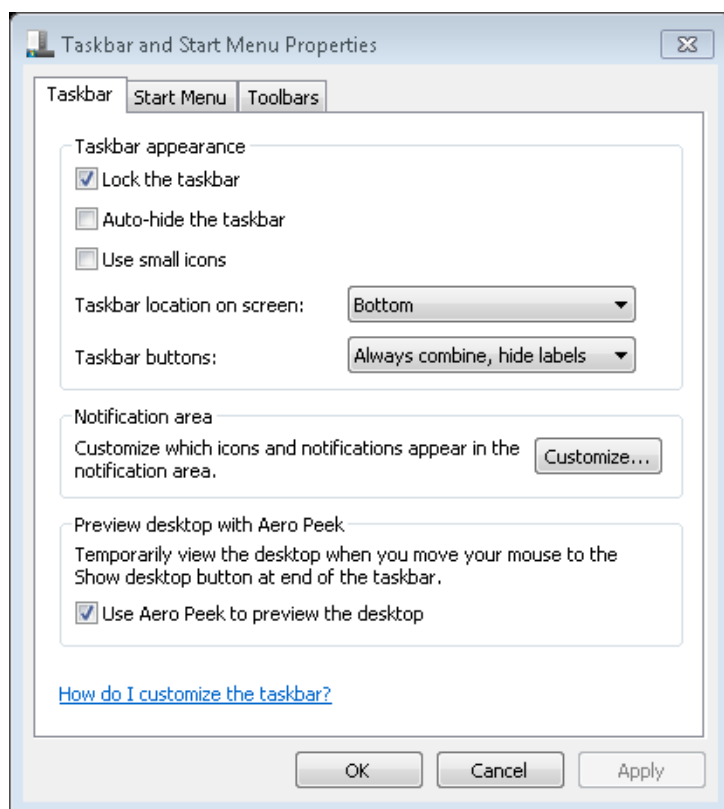 Taskbar and Start Menu Properties
Taskbar
Start Menu
Toolbars
Taskbar appearance
Lock the taskbar
Auto-hide the taskbar
Use small icons
Taskbar location on screen:
Bottom
Taskbar buttons:
Always combine, hide labels
Notification area
Customize which icons and notifications appear in the
notification area.
Customize...
Preview desktop with Aero Peek
Temporarily view the desktop when you move your mouse to the
Show desktop button at end of the taskbar.
Use Aero Peek to preview the desktop
How do I customize the taskbar?
OK
Cancel
Apply